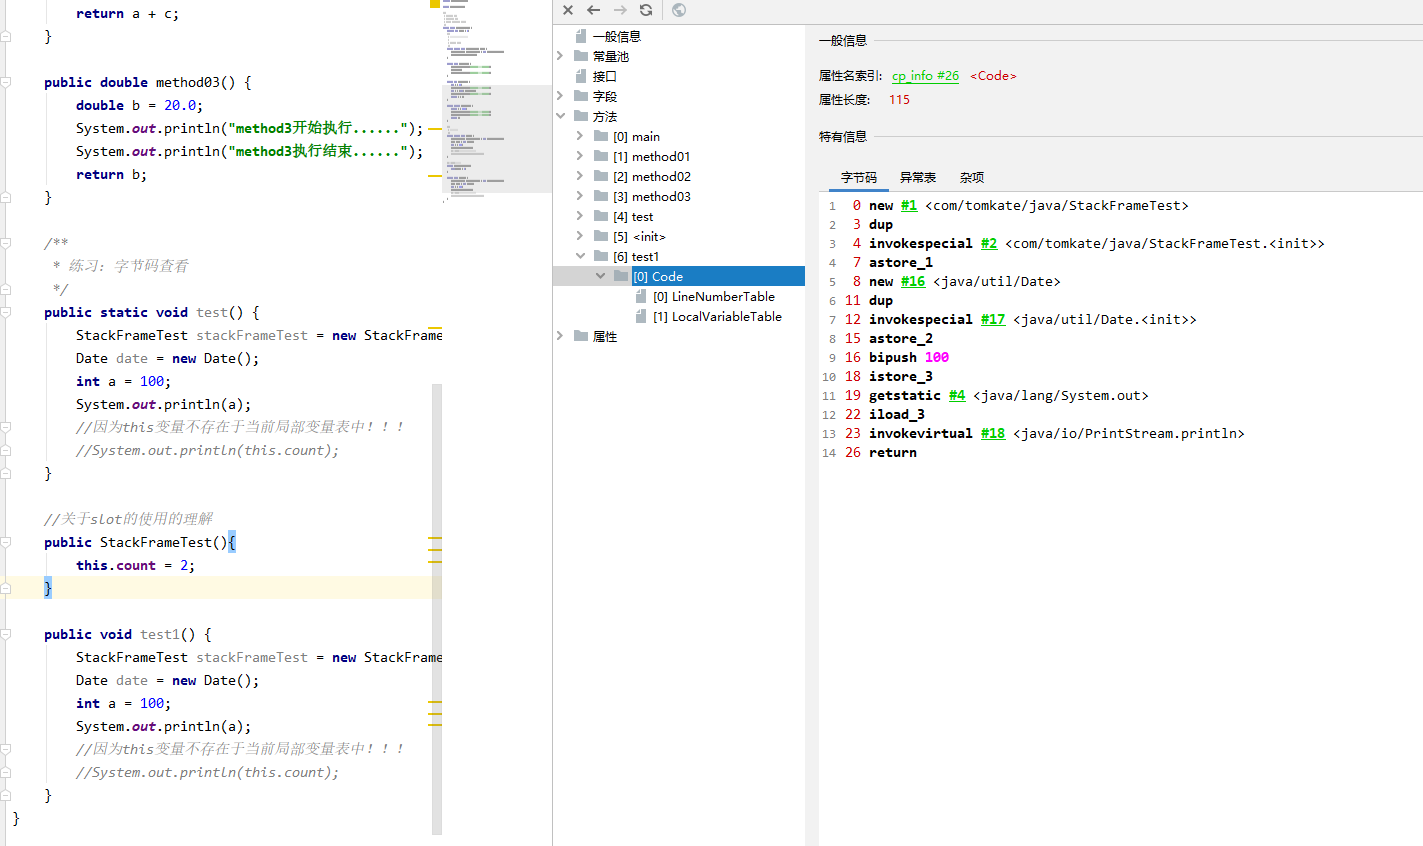 return a + c;
}
public double method03() {
double b = 20.0;
System.out.println("method3开始执行......");
System.out.println("method3执行结束......");
return b;
}
/**
* 练习：字节码查看
*/
public static void test() {
StackFrameTest stackFrameTest = new StackFrame
Date date = new Date();
int a = 100;
System.out.println(a);
//因为this变量不存在于当前局部变量表中！！！
//System.out.println(this.count);
}
//关于slot的使用的理解
public StackFrameTest(){
this.count = 2;
}
public void test1() {
StackFrameTest stackFrameTest = new StackFrame
Date date = new Date();
int a = 100;
System.out.println(a);
//因为this变量不存在于当前局部变量表中！！！
//System.out.println(this.count);
}
}
一般信息
常量池
接口
字段
方法
[0] main
[1] method01
[2] method02
[3] method03
[4] test
[5] <init>
[6] test1
[0] Code
[0] LineNumberTable
[1] LocalVariableTable
属性
一般信息
属性名索引: cp_info #26 <Code>
属性长度: 115
特有信息
字节码 异常表 杂项
1 0 new #1 <com/tomkate/java/StackFrameTest>
2 3 dup
3 4 invokespecial #2 <com/tomkate/java/StackFrameTest.<init>>
4 7 astore_1
5 8 new #16 <java/util/Date>
6 11 dup
7 12 invokespecial #17 <java/util/Date.<init>>
8 15 astore_2
9 16 bipush 100
10 18 istore_3
11 19 getstatic #4 <java/lang/System.out>
12 22 iload_3
13 23 invokevirtual #18 <java/io/PrintStream.println>
14 26 return